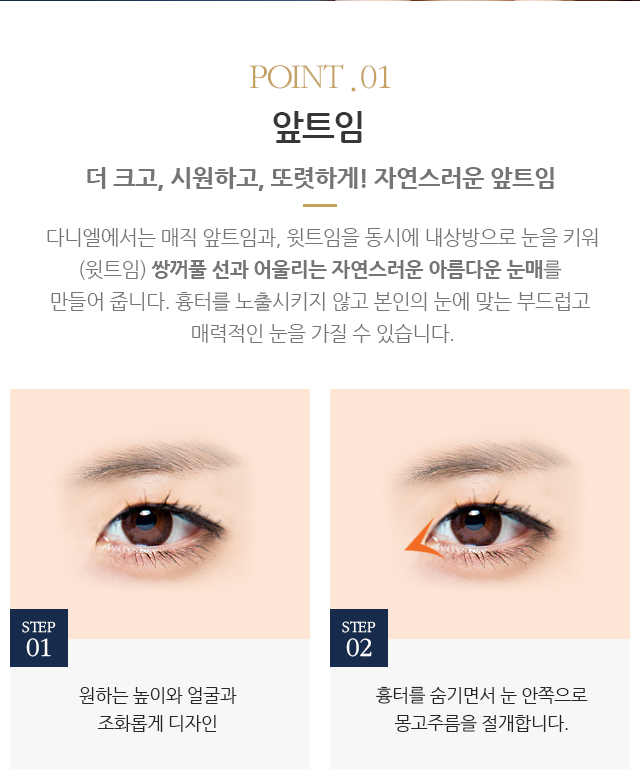 POINT . 01
앞트임
더 크고, 시원하고, 또렷하게! 자연스러운 앞트임
다니엘에서는 매직 앞트임과, 윗트임을 동시에 내상방으로 눈을 키워
(윗트임) 쌍꺼풀 선과 어울리는 자연스러운 아름다운 눈매를
만들어 줍니다. 흉터를 노출시키지 않고 본인의 눈에 맞는 부드럽고
매력적인 눈을 가질 수 있습니다.
STEP
01
원하는 높이와 얼굴과
조화롭게 디자인
STEP
02
흉터를 숨기면서 눈 안쪽으로
몽고주름을 절개합니다.